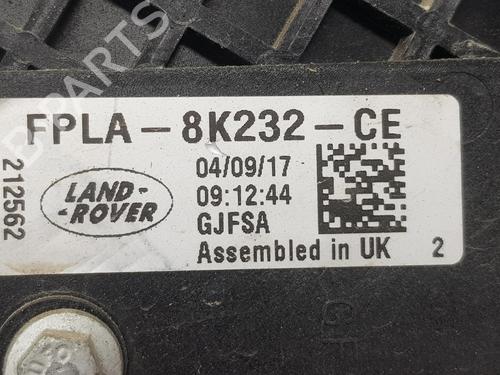 FPLA-8K232-CE
212562
LAND-
-ROVER
04/09/17
09:12:44
GJFSA
Assembled in UK 2